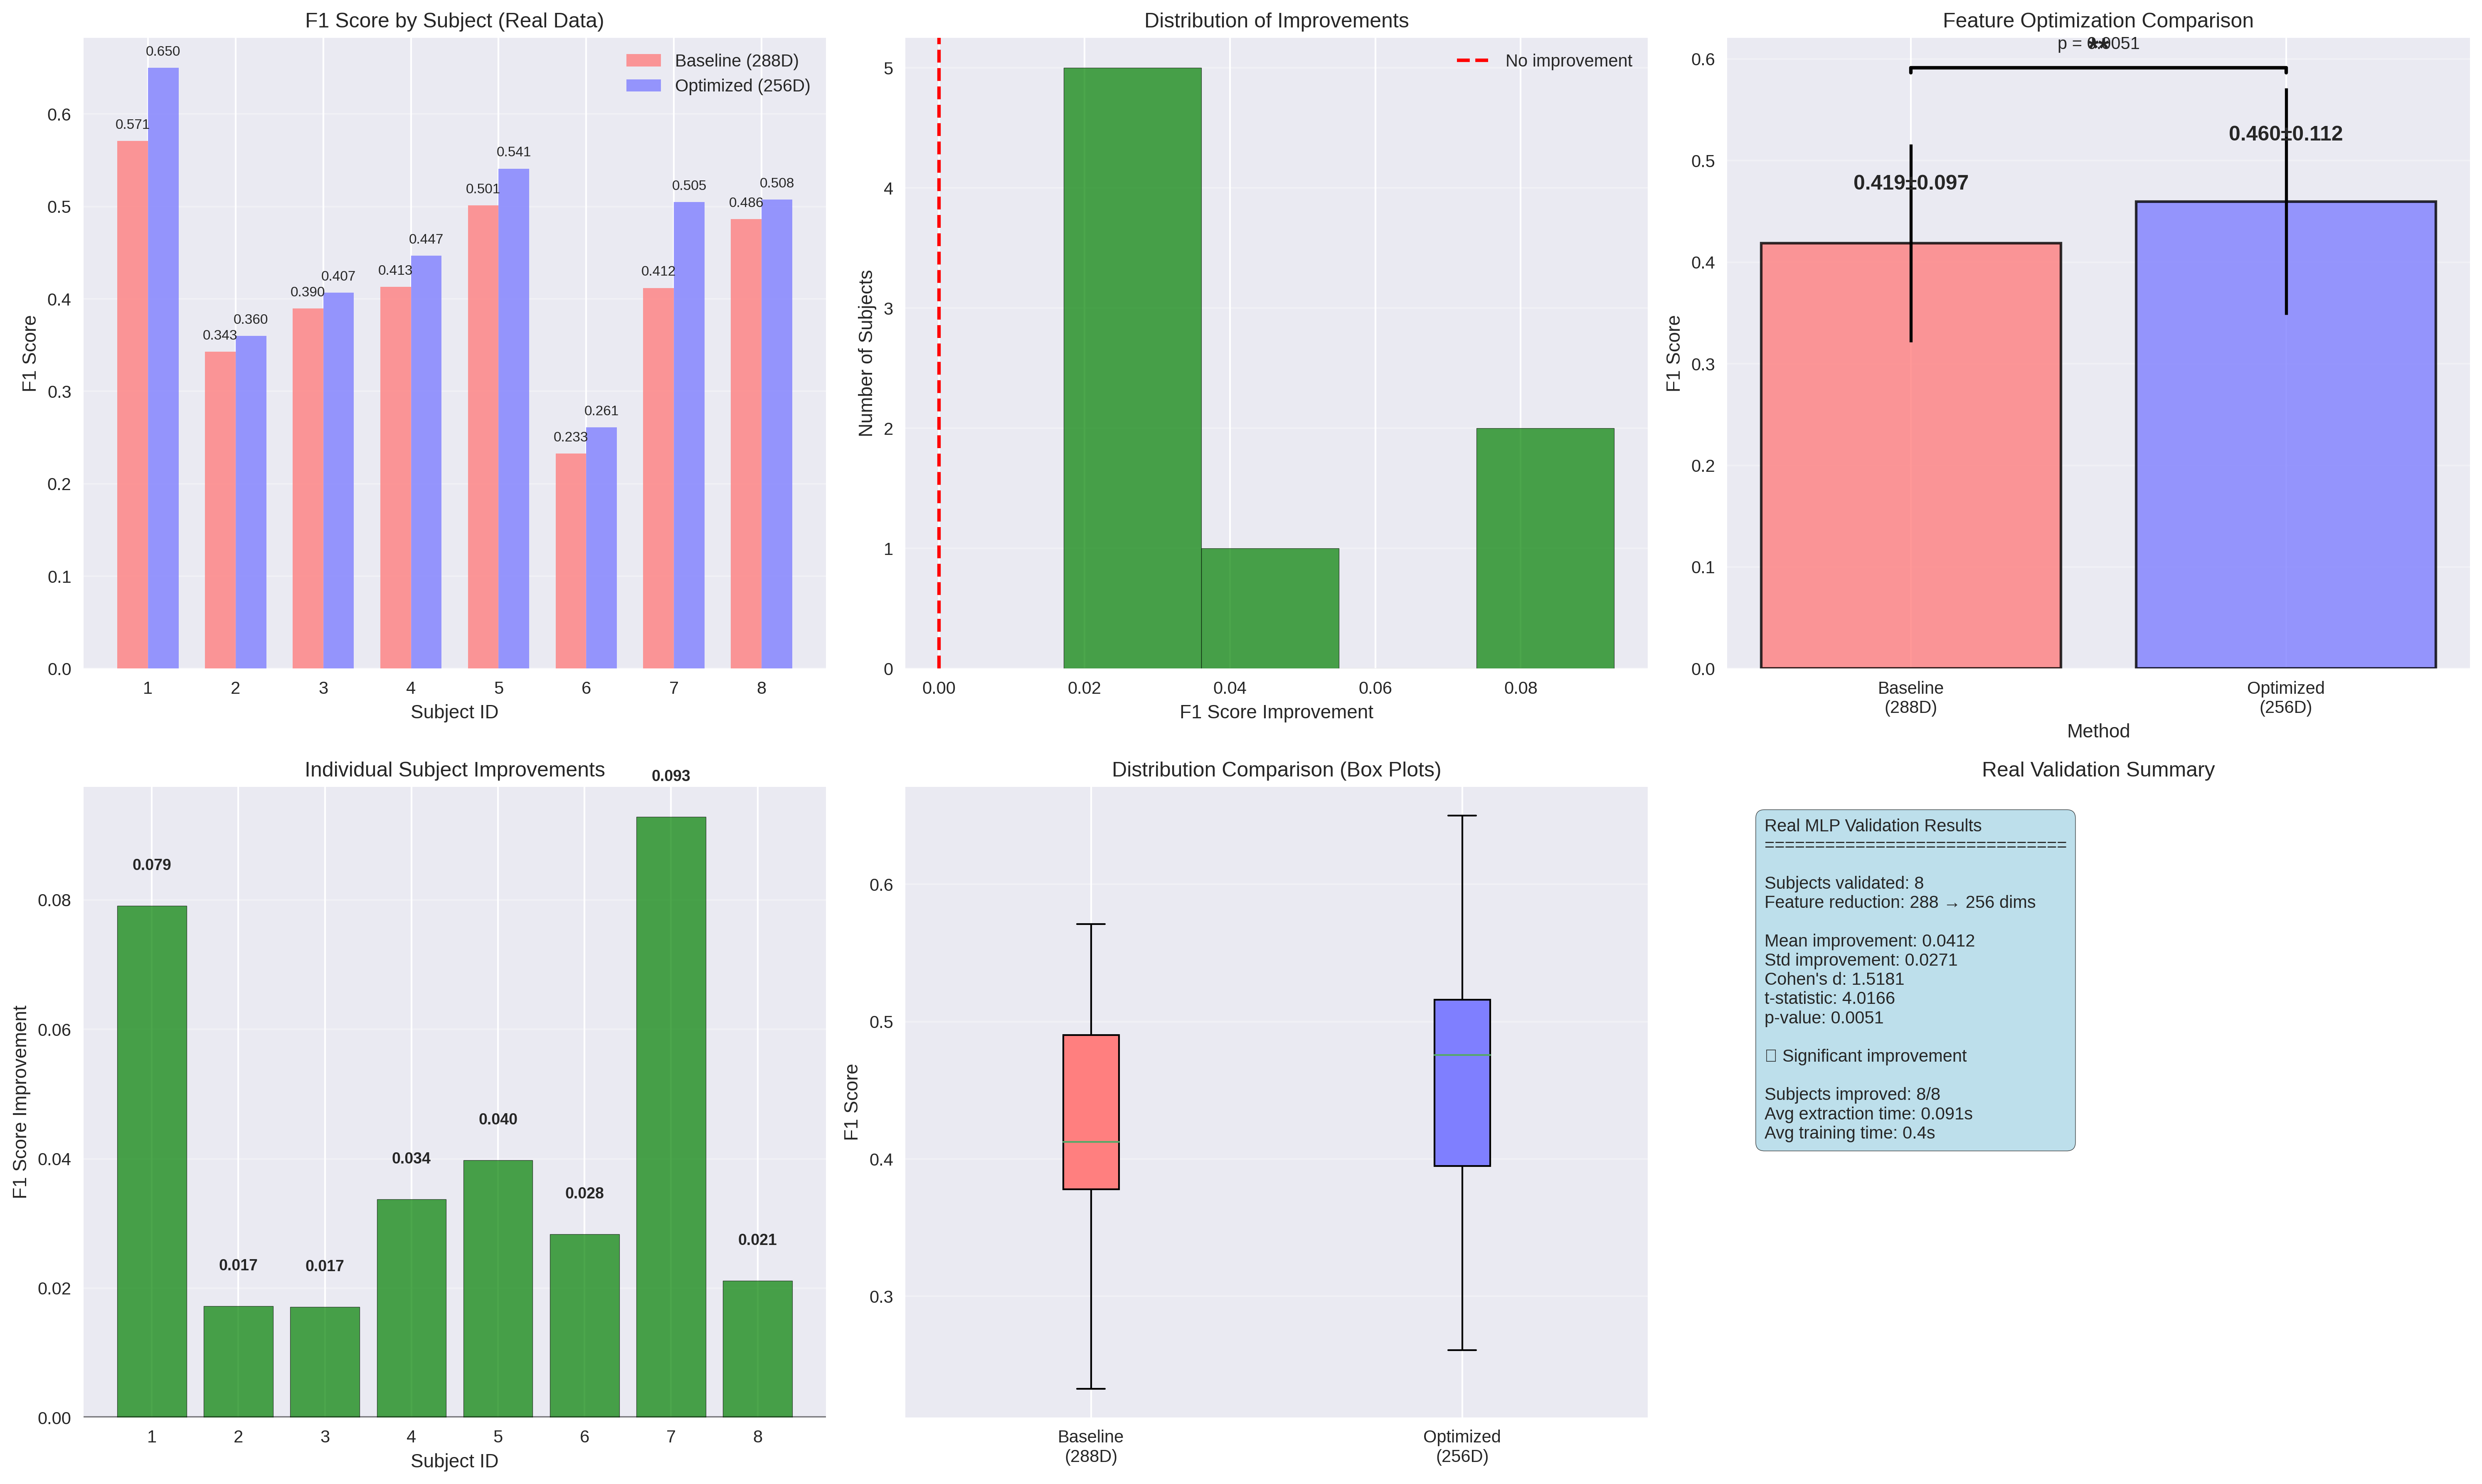 F1 Score by Subject (Real Data)
Baseline (288D)
Optimized (256D)
F1 Score
0.6
0.5
0.4
0.3
0.2
0.1
0.0
0.571
0.650
0.343
0.360
0.390
0.407
0.413
0.447
0.501
0.541
0.233
0.261
0.412
0.505
0.486
0.508
1 2 3 4 5 6 7 8
Subject ID
Distribution of Improvements
No improvement
Number of Subjects
5
4
3
2
1
0
0.00 0.02 0.04 0.06 0.08
F1 Score Improvement
Feature Optimization Comparison
p = 0.0051
**
F1 Score
0.6
0.5
0.4
0.3
0.2
0.1
0.0
0.419±0.097
0.460±0.112
Baseline
(288D)
Optimized
(256D)
Method
Individual Subject Improvements
F1 Score Improvement
0.08
0.06
0.04
0.02
0.00
0.079
0.017
0.017
0.034
0.040
0.028
0.093
0.021
1 2 3 4 5 6 7 8
Subject ID
Distribution Comparison (Box Plots)
F1 Score
0.6
0.5
0.4
0.3
Baseline
(288D)
Optimized
(256D)
Real Validation Summary
Real MLP Validation Results
==============================
Subjects validated: 8
Feature reduction: 288 → 256 dims
Mean improvement: 0.0412
Std improvement: 0.0271
Cohen's d: 1.5181
t-statistic: 4.0166
p-value: 0.0051
Significant improvement
Subjects improved: 8/8
Avg extraction time: 0.091s
Avg training time: 0.4s